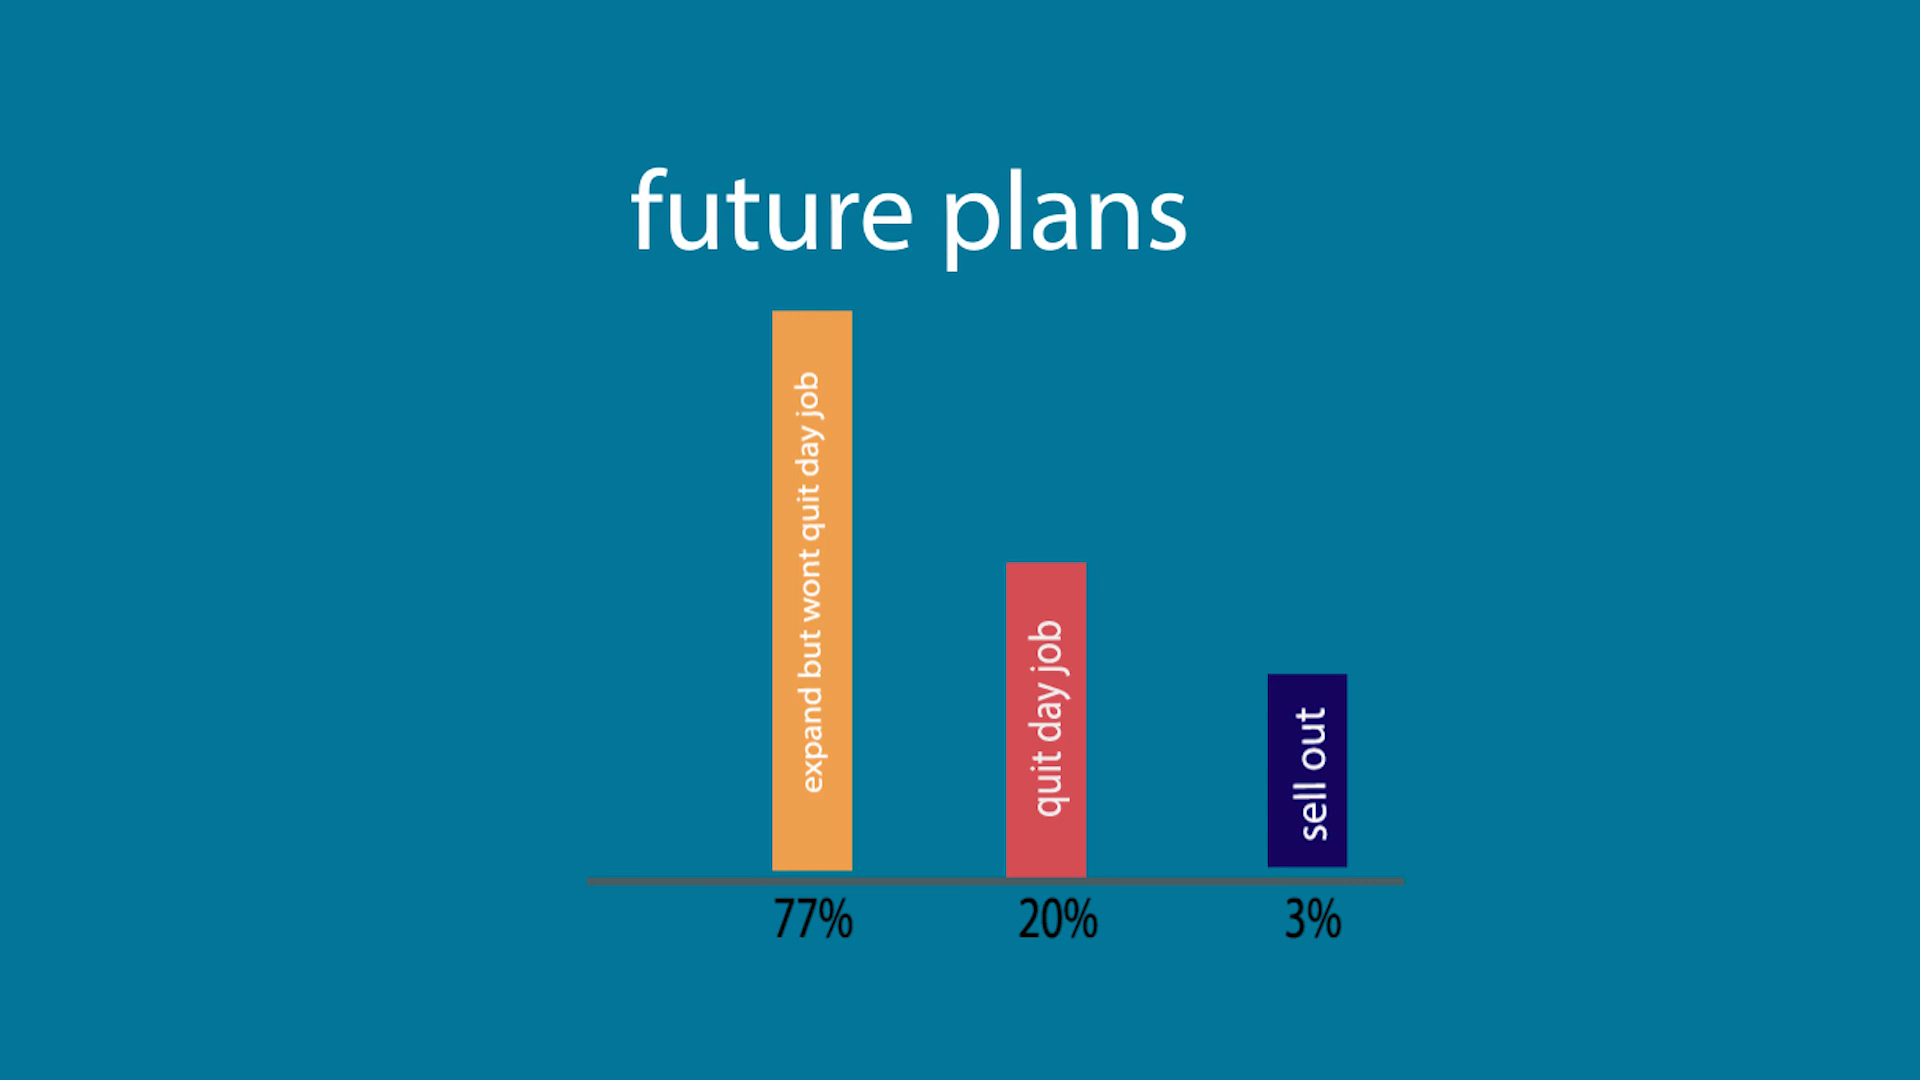 future plans
expand but wont quit day job
quit day job
sell out
77%
20%
3%